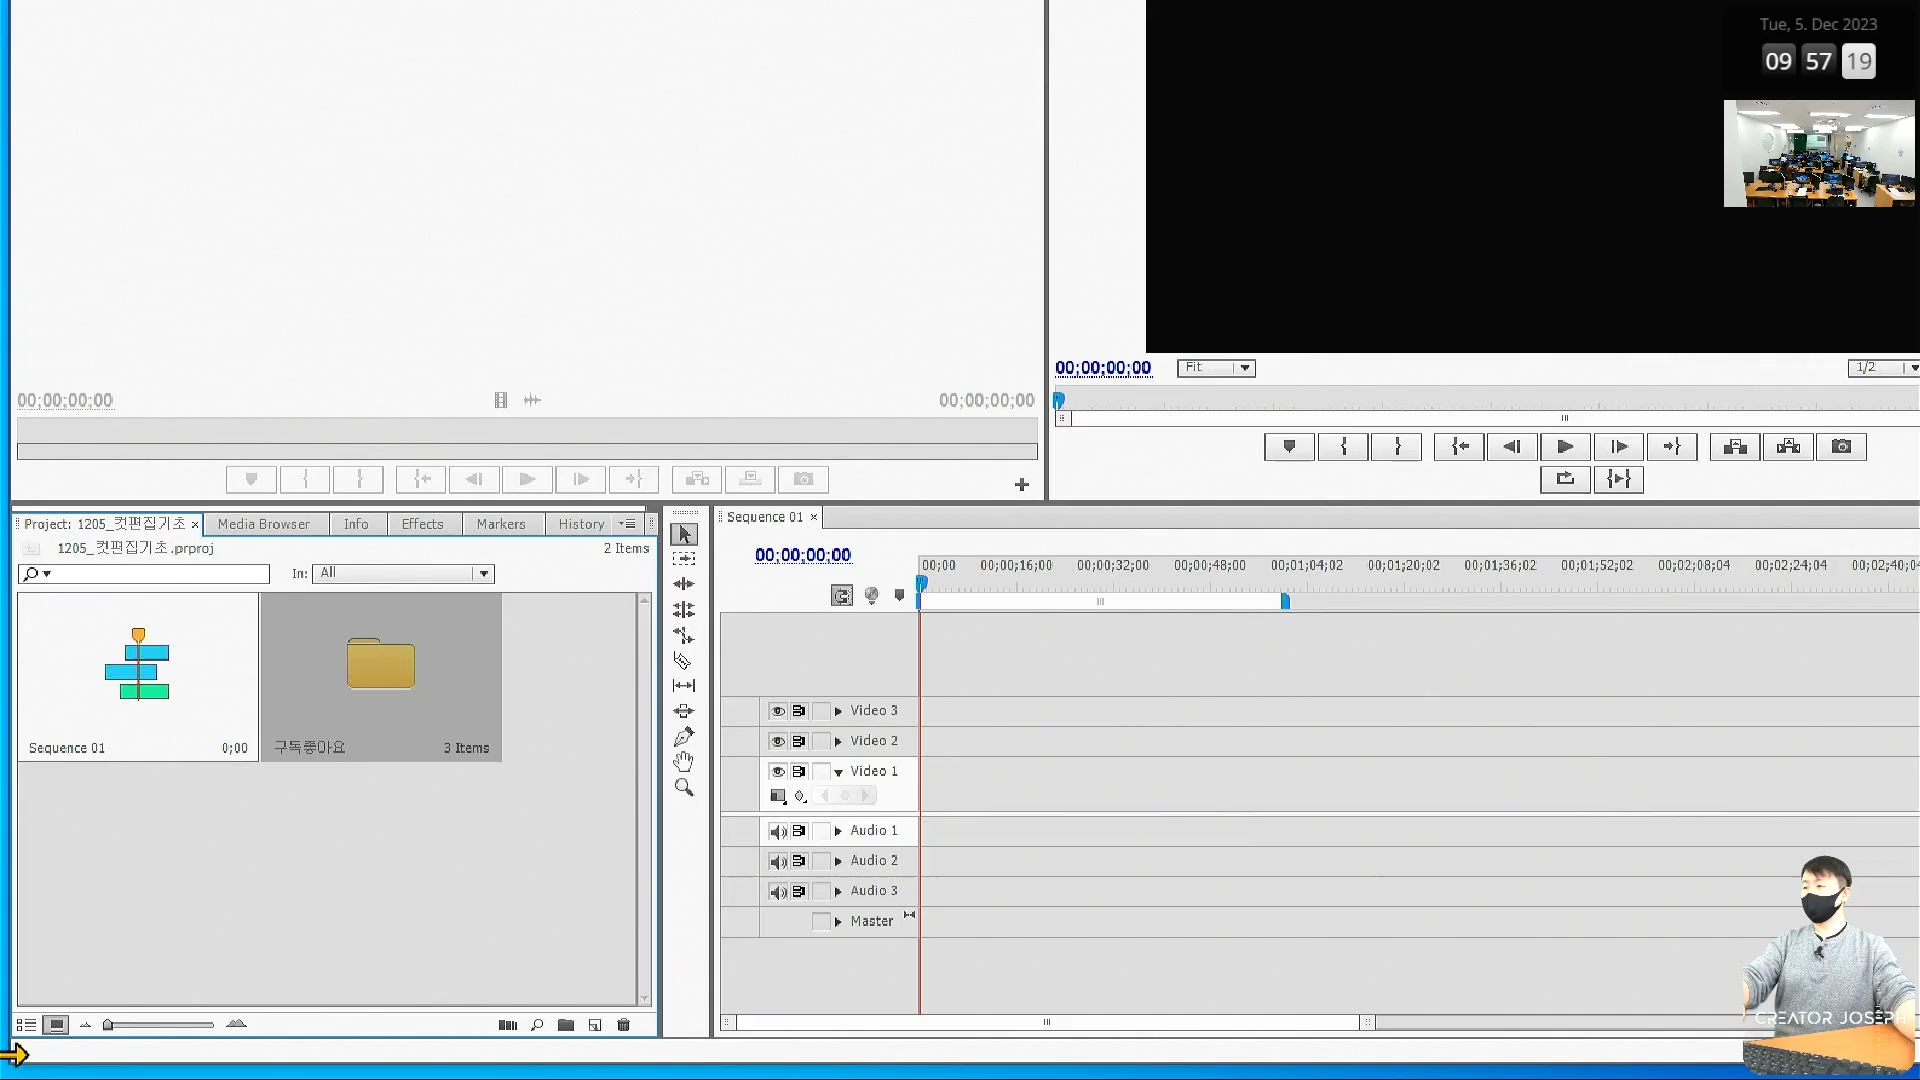 Tue, 5. Dec 2023
09 57 19
00;00;00;00
Fit
1/2
00;00;00;00
00;00;00;00
Project: 1205_컷편집기초 ×
Media Browser
Info
Effects
Markers
History
1205_컷편집기초.prproj
2 Items
In: All
Sequence 01
0;00
구독좋아요
3 Items
Sequence 01 ×
00;00;00;00
00;00
00;00;16;00
00;00;32;00
00;00;48;00
00;01;04;02
00;01;20;02
00;01;36;02
00;01;52;02
00;02;08;04
00;02;24;04
00;02;40;04
Video 3
Video 2
Video 1
Audio 1
Audio 2
Audio 3
Master
CREATOR JOSEPH